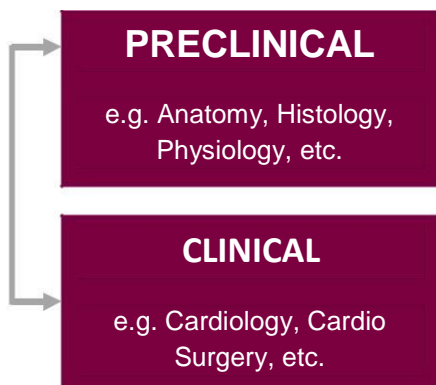 PRECLINICAL
e.g. Anatomy, Histology,
Physiology, etc.
CLINICAL
e.g. Cardiology, Cardio
Surgery, etc.